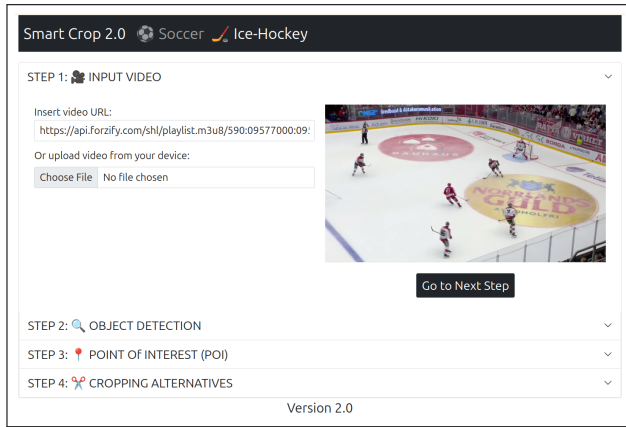 Smart Crop 2.0 Soccer Ice-Hockey
STEP 1: INPUT VIDEO
Insert video URL:
https://api.forzify.com/shl/playlist.m3u8/590:09577000:09:
Or upload video from your device:
Choose File No file chosen
BAUHAUS
NORRLANDS
GULD
ALKOHOLFRI
Go to Next Step
STEP 2: OBJECT DETECTION
STEP 3: POINT Of INTEREST (POI)
STEP 4: CROPPING ALTERNATIVES
Version 2.0